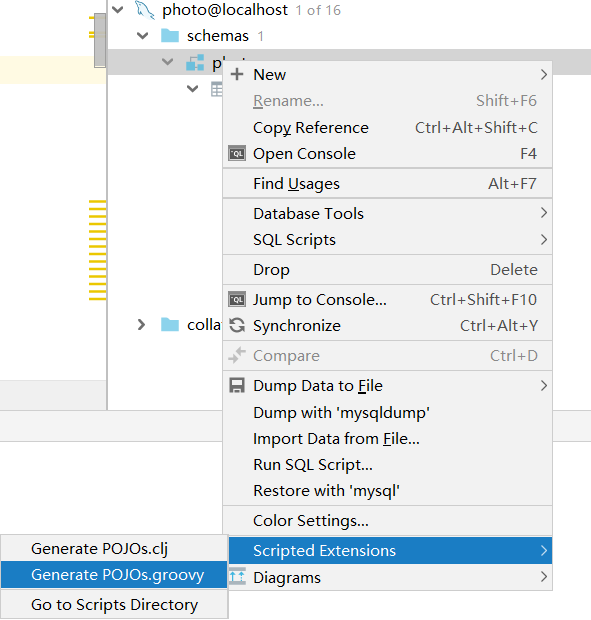 photo@localhost 1 of 16
schemas 1
New
Rename... Shift+F6
Copy Reference Ctrl+Alt+Shift+C
Open Console F4
Find Usages Alt+F7
Database Tools
SQL Scripts
Drop Delete
Jump to Console... Ctrl+Shift+F10
Synchronize Ctrl+Alt+Y
Compare Ctrl+D
Dump Data to File
Dump with 'mysqldump'
Import Data from File...
Run SQL Script...
Restore with 'mysql'
Color Settings...
Scripted Extensions
Diagrams
Generate POJOs.clj
Generate POJOs.groovy
Go to Scripts Directory